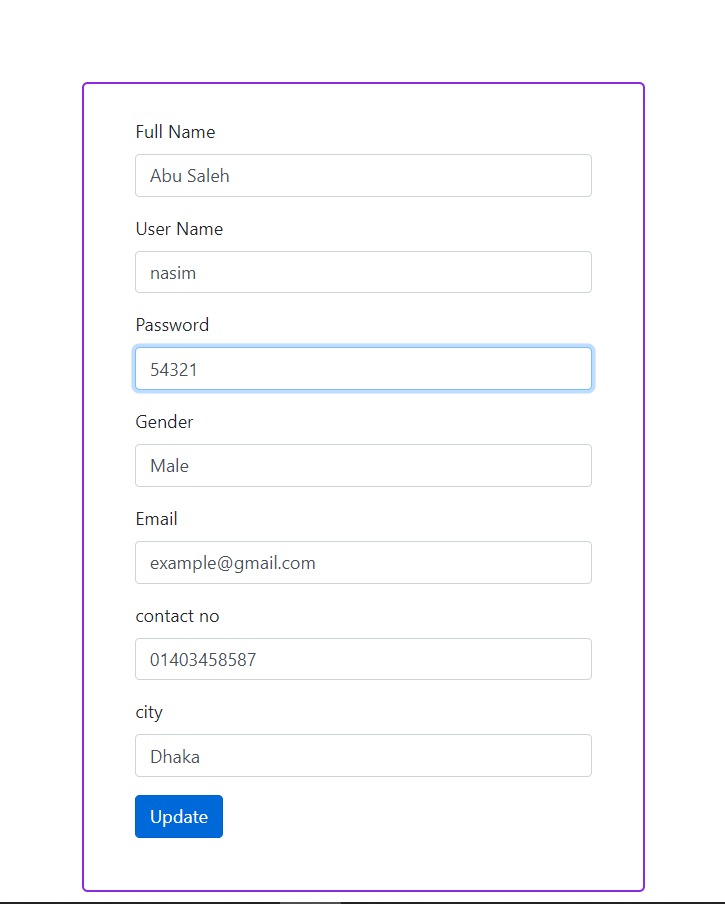 Full Name
Abu Saleh
User Name
nasim
Password
54321
Gender
Male
Email
example@gmail.com
contact no
01403458587
city
Dhaka
Update